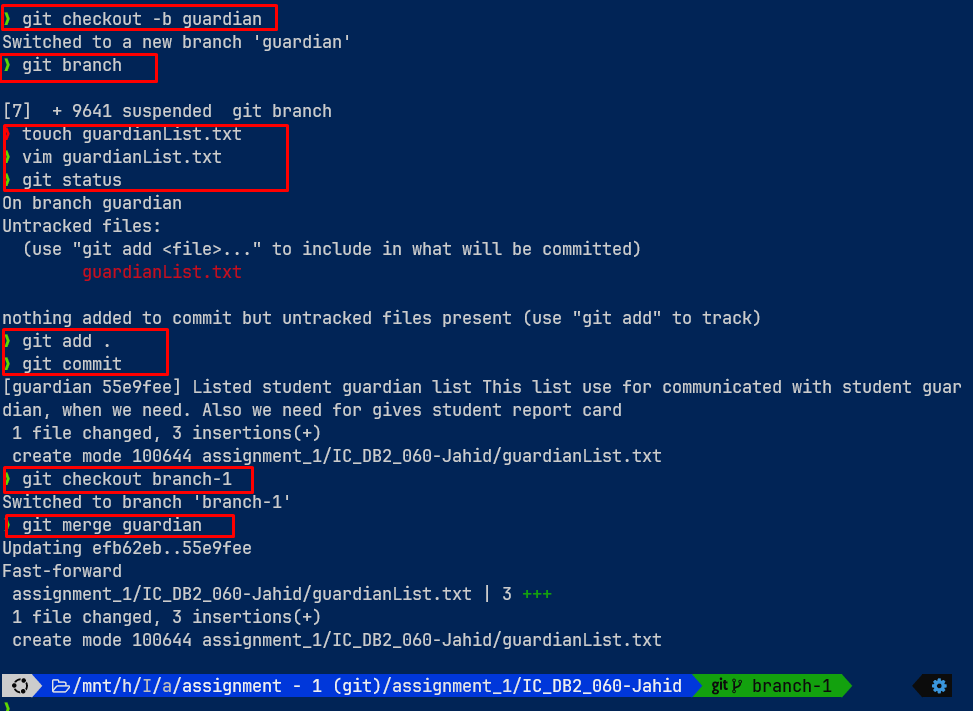 ❯ git checkout -b guardian
Switched to a new branch 'guardian'
❯ git branch
[7]  + 9641 suspended  git branch
❯ touch guardianList.txt
❯ vim guardianList.txt
❯ git status
On branch guardian
Untracked files:
  (use "git add <file>..." to include in what will be committed)
        guardianList.txt
nothing added to commit but untracked files present (use "git add" to track)
❯ git add .
❯ git commit
[guardian 55e9fee] Listed student guardian list This list use for communicated with student guar
dian, when we need. Also we need for gives student report card
 1 file changed, 3 insertions(+)
 create mode 100644 assignment_1/IC_DB2_060-Jahid/guardianList.txt
❯ git checkout branch-1
Switched to branch 'branch-1'
❯ git merge guardian
Updating efb62eb..55e9fee
Fast-forward
 assignment_1/IC_DB2_060-Jahid/guardianList.txt | 3 +++
 1 file changed, 3 insertions(+)
 create mode 100644 assignment_1/IC_DB2_060-Jahid/guardianList.txt
/mnt/h/I/a/assignment - 1 (git)/assignment_1/IC_DB2_060-Jahid git branch-1
❯